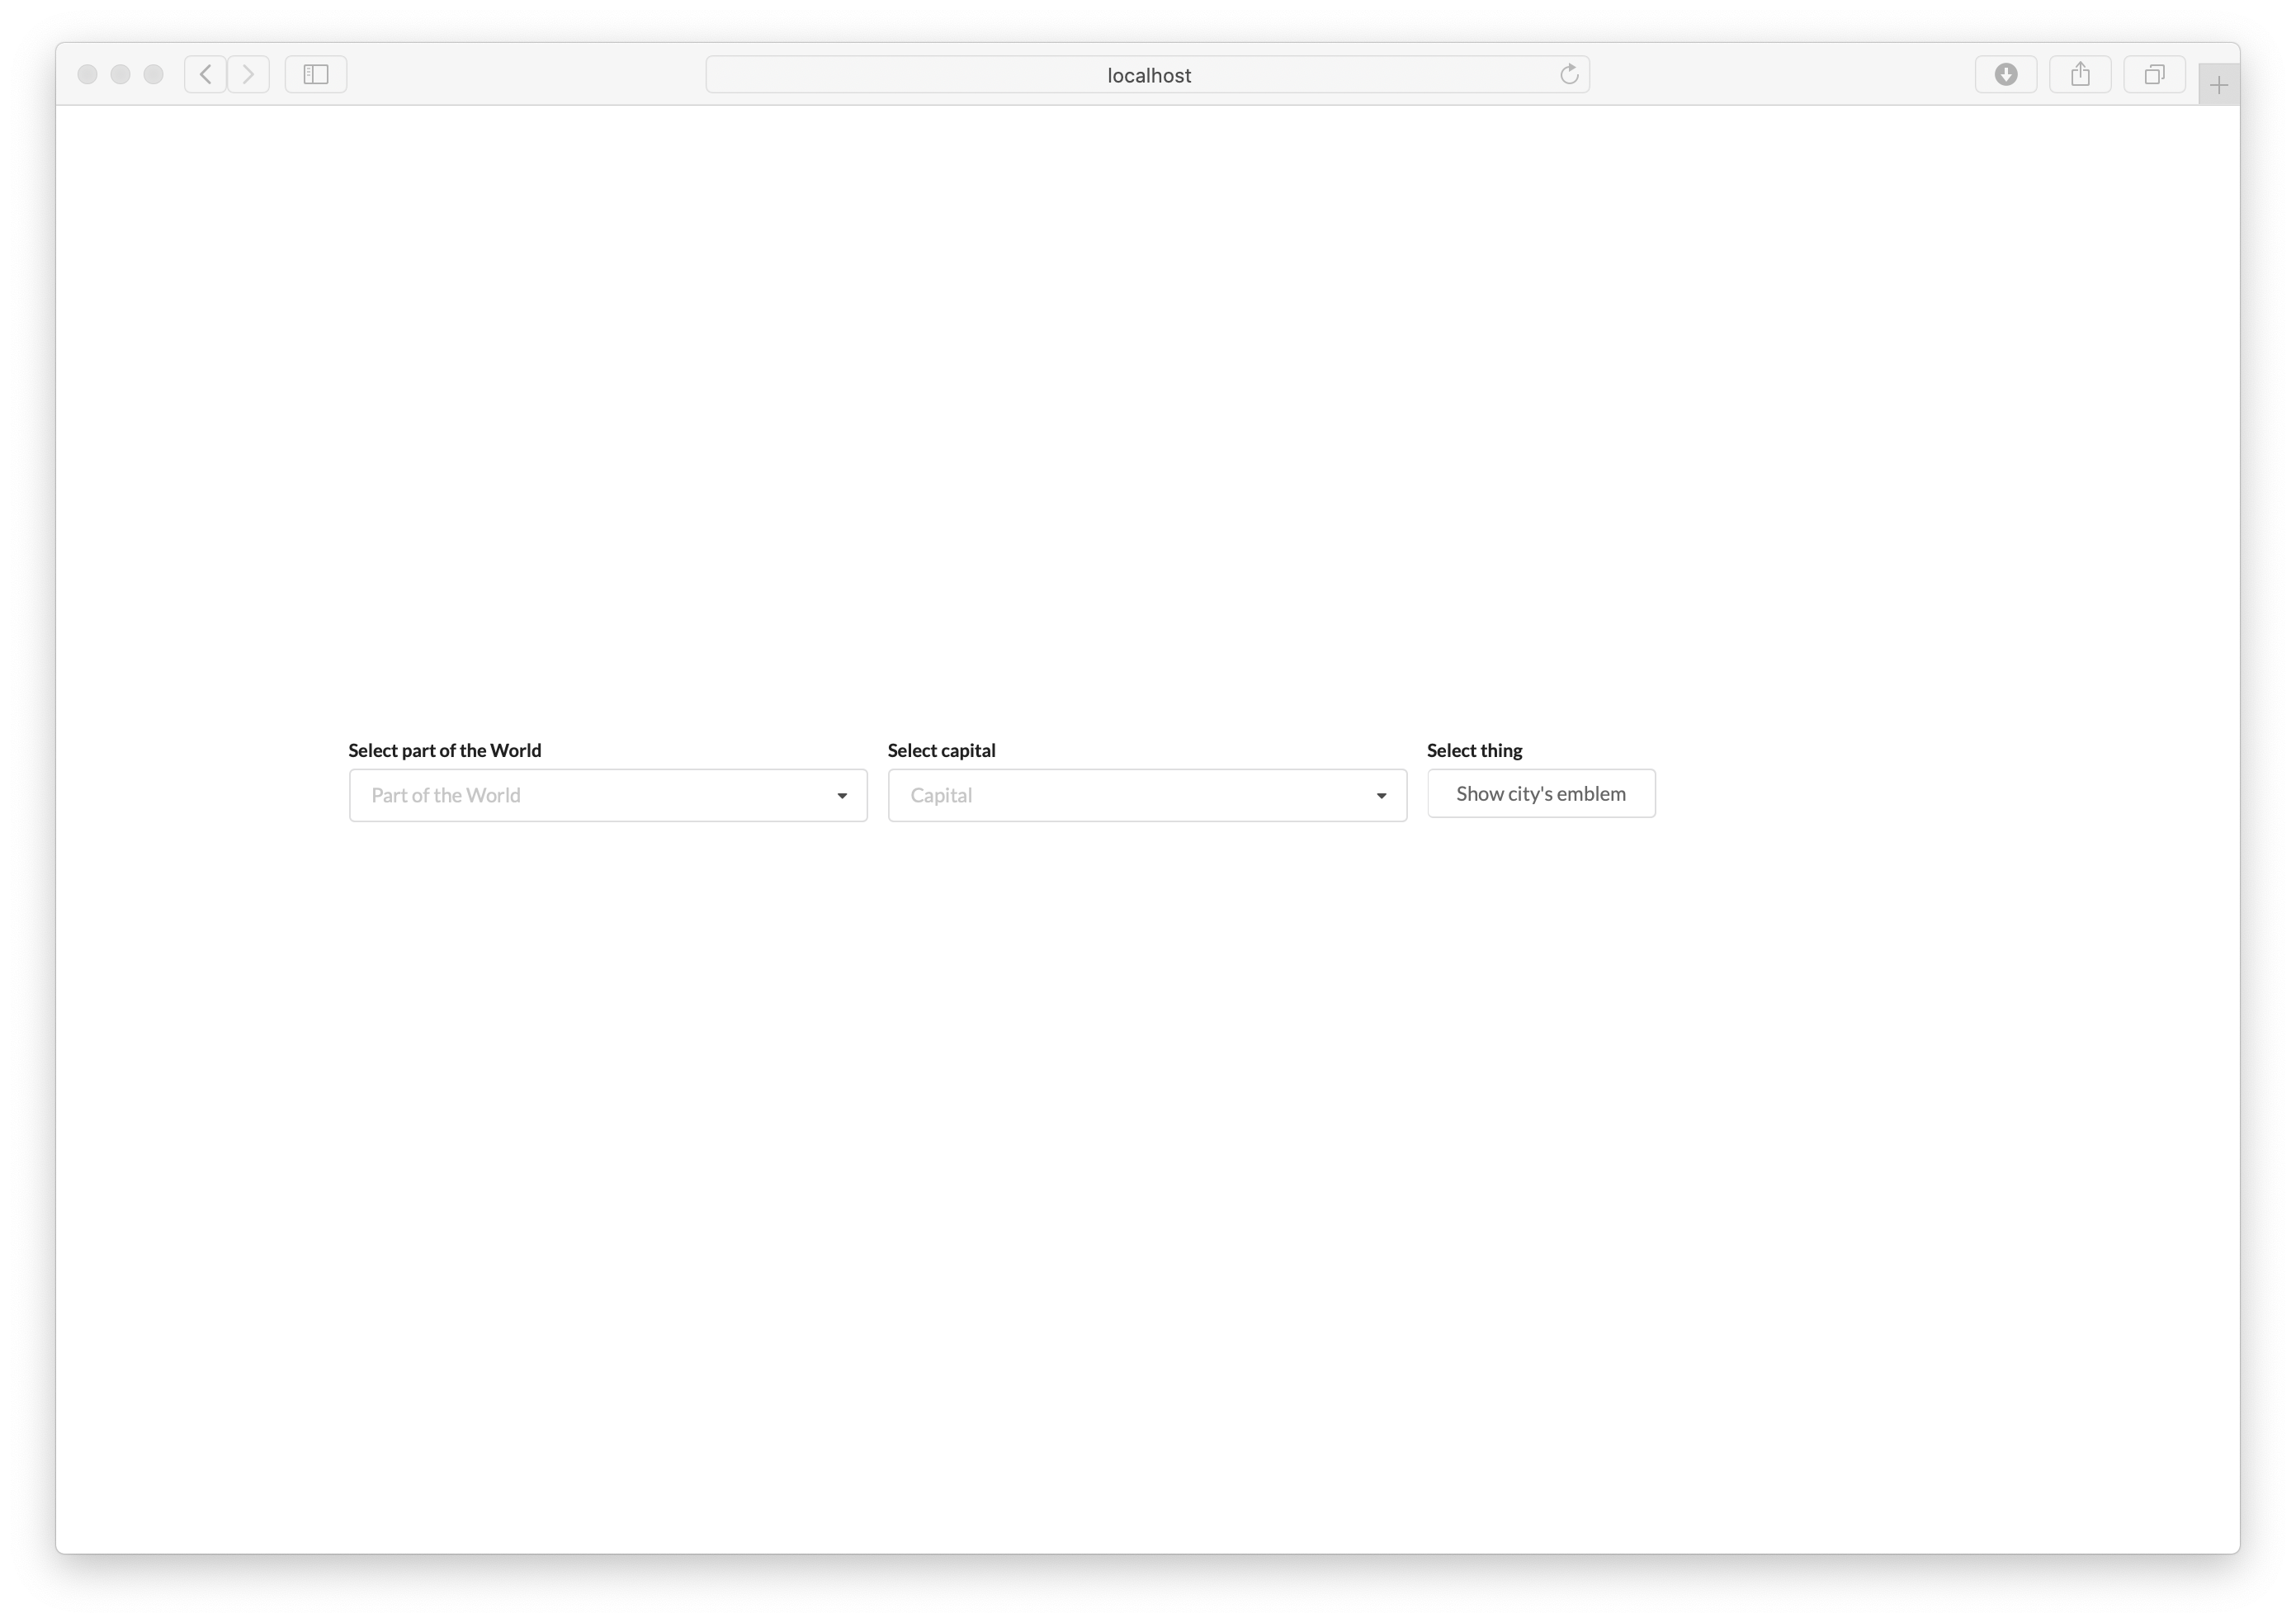 localhost
Select part of the World
Select capital
Select thing
Part of the World
Capital
Show city's emblem